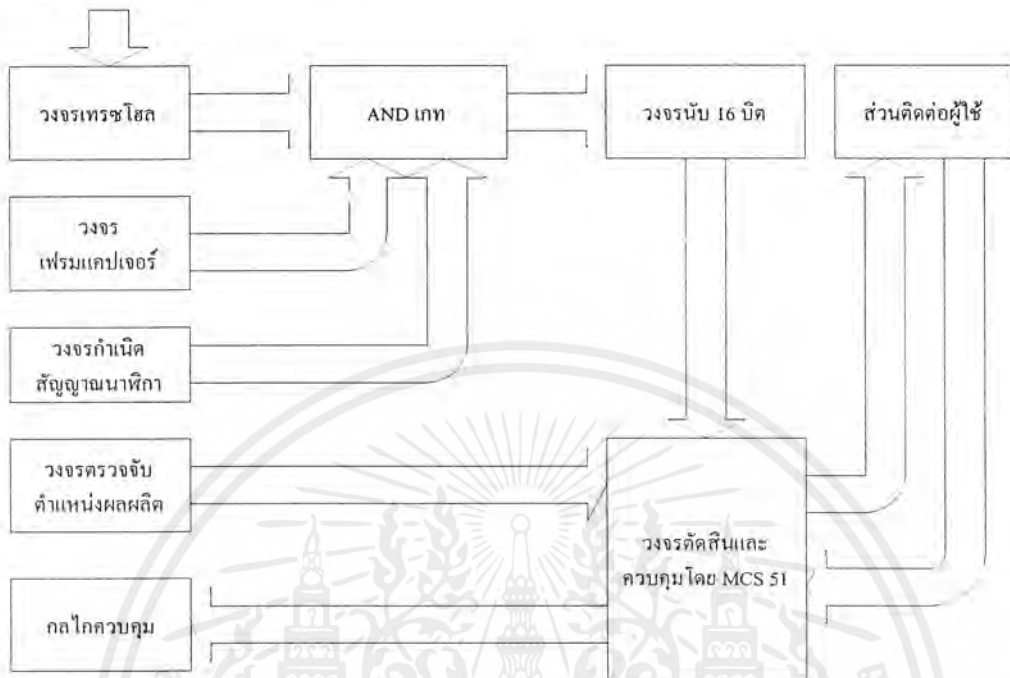 วงจรเทรชโฮล
AND เกท
วงจรนับ 16 บิต
ส่วนติดต่อผู้ใช้
วงจร
เฟรมแคปเจอร์
วงจรกำเนิด
สัญญาณนาฬิกา
วงจรตรวจจับ
ตำแหน่งผลผลิต
วงจรตัดสินและ
ควบคุมโดย MCS 51
กลไกควบคุม